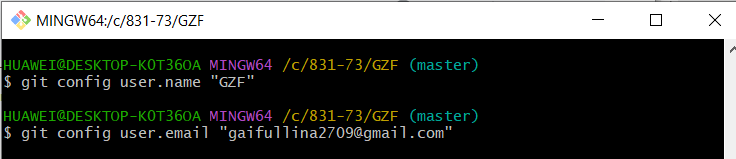 MINGW64:/c/831-73/GZF
HUAWEI@DESKTOP-KOT36OA MINGW64 /c/831-73/GZF (master)
$ git config user.name "GZF"
HUAWEI@DESKTOP-KOT36OA MINGW64 /c/831-73/GZF (master)
$ git config user.email "gaifullina2709@gmail.com"